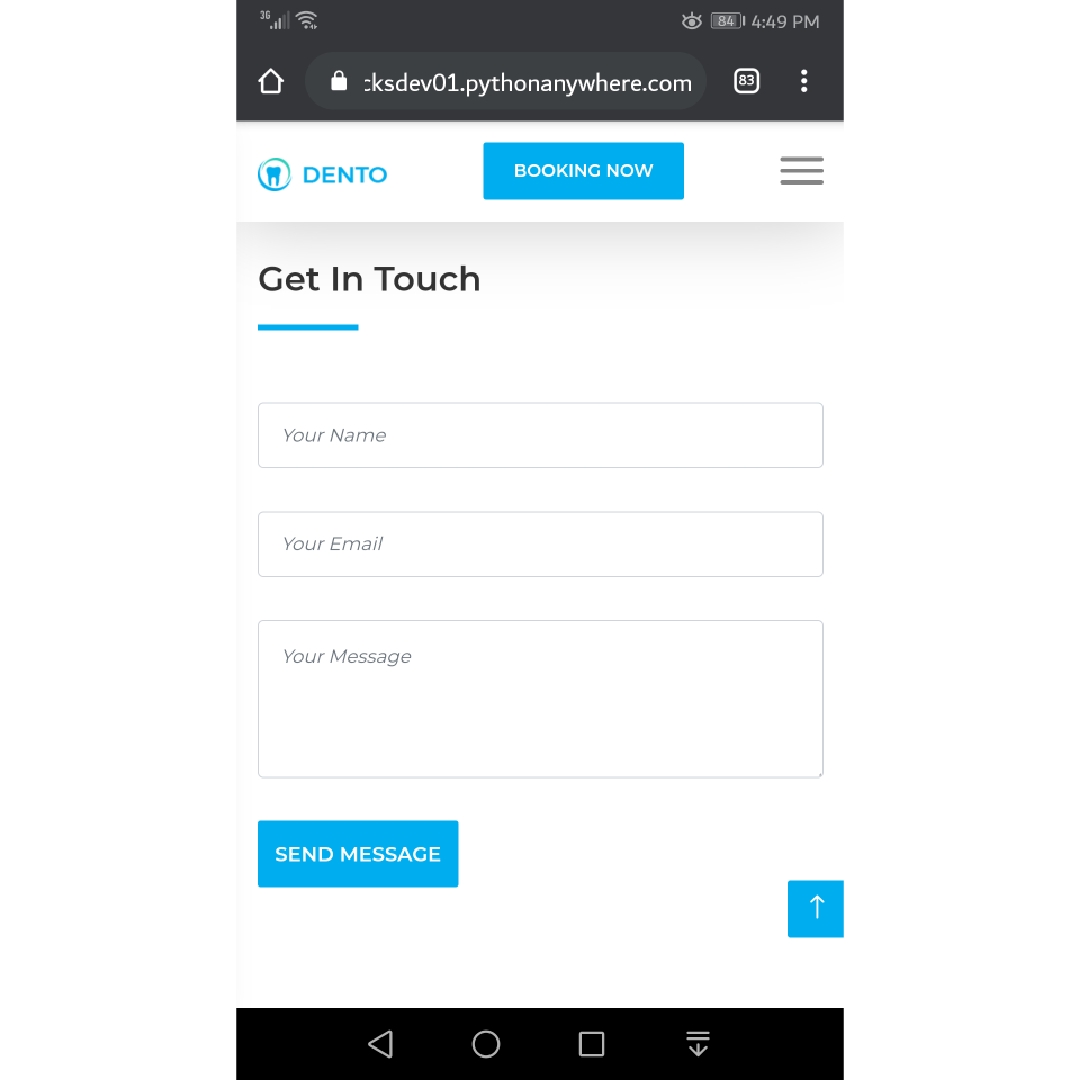 3G 84 4:49 PM
cksdev01.pythonanywhere.com 83
DENTO BOOKING NOW
Get In Touch
Your Name
Your Email
Your Message
SEND MESSAGE